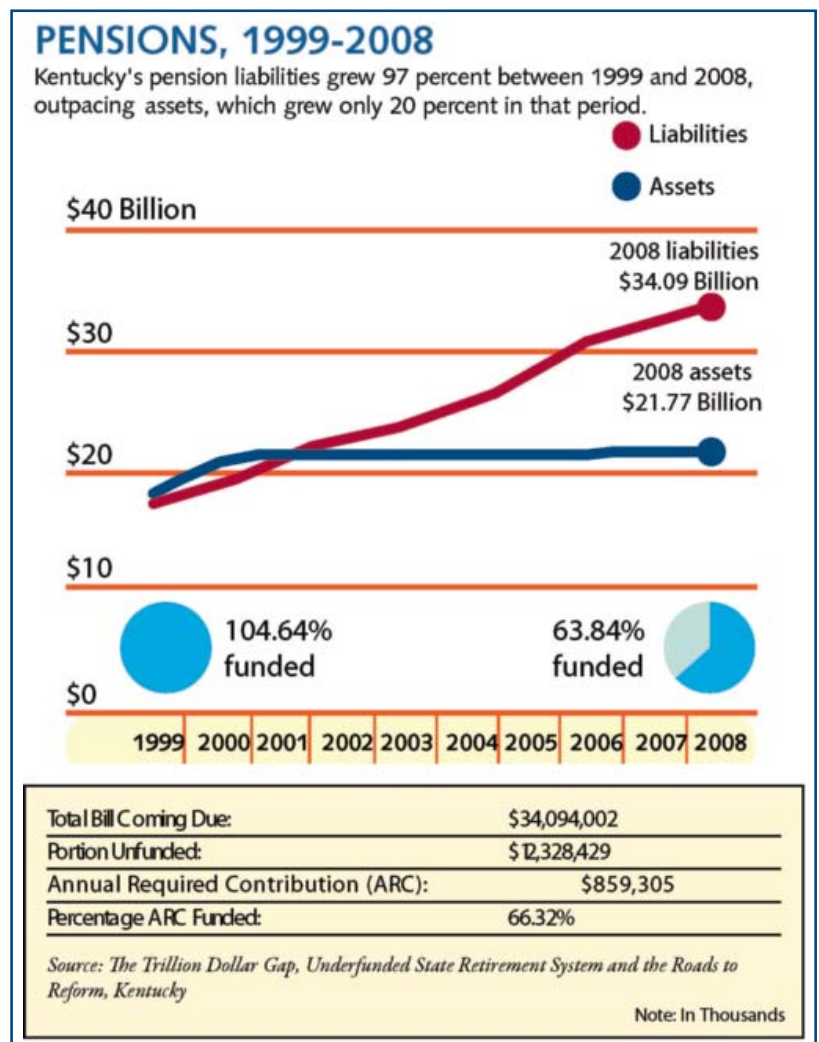 PENSIONS, 1999-2008
Kentucky's pension liabilities grew 97 percent between 1999 and 2008,
outpacing assets, which grew only 20 percent in that period.
Liabilities
Assets
$40 Billion
2008 liabilities
$34.09 Billion
$30
2008 assets
$21.77 Billion
$20
$10
104.64%
funded
63.84%
funded
$0
1999 2000 2001 2002 2003 2004 2005 2006 2007 2008
Total Bill Coming Due: $34,094,002
Portion Unfunded: $12,328,429
Annual Required Contribution (ARC): $859,305
Percentage ARC Funded: 66.32%
Source: The Trillion Dollar Gap, Underfunded State Retirement System and the Roads to
Reform, Kentucky
Note: In Thousands